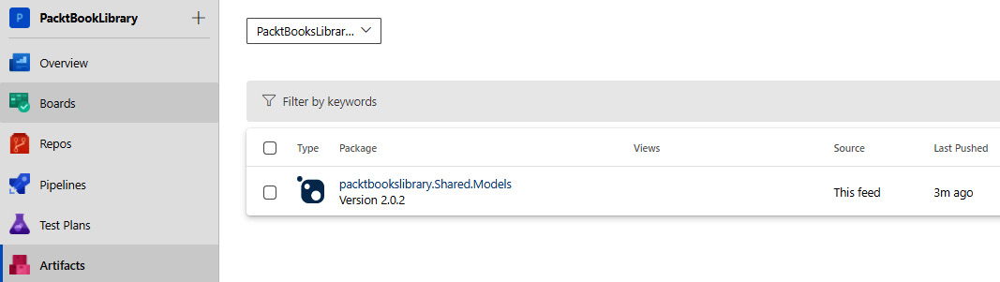 P PacktBookLibrary
Overview
Boards
Repos
Pipelines
Test Plans
Artifacts
PacktBooksLibrar...
Filter by keywords
Type Package Views Source Last Pushed
packtbookslibrary.Shared.Models
Version 2.0.2
This feed
3m ago